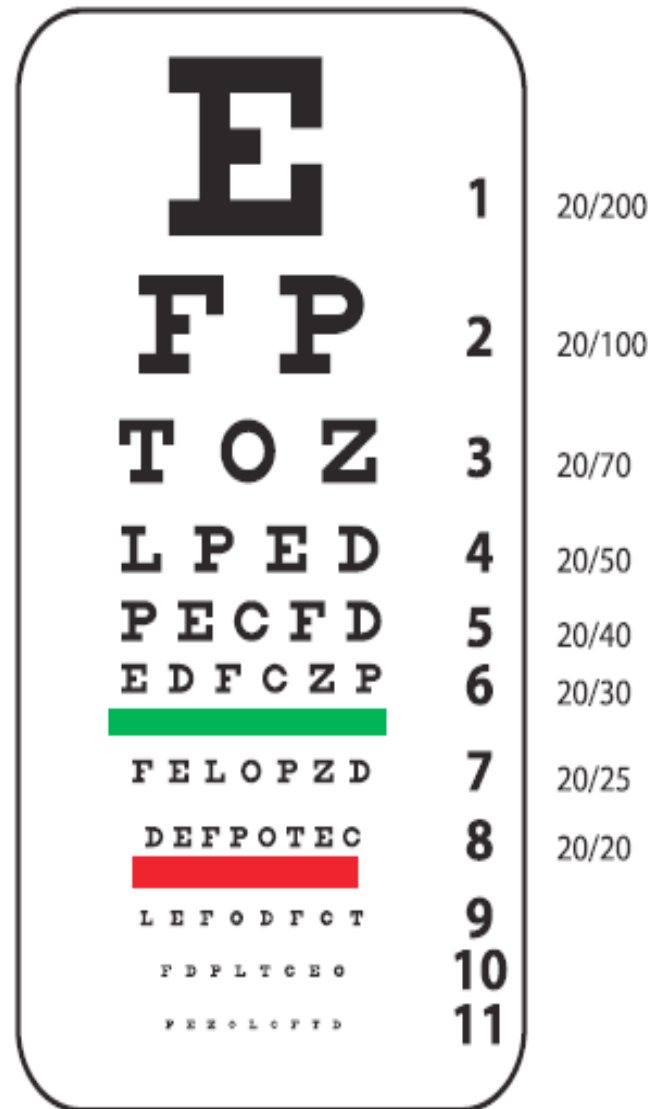 E 1 20/200
F P 2 20/100
T O Z 3 20/70
L P E D 4 20/50
P E C F D 5 20/40
E D F C Z P 6 20/30
F E L O P Z D 7 20/25
D E F P O T E C 8 20/20
L E F O D F C T 9
F D P L T C E O 10
P E Z O L C F T D 11